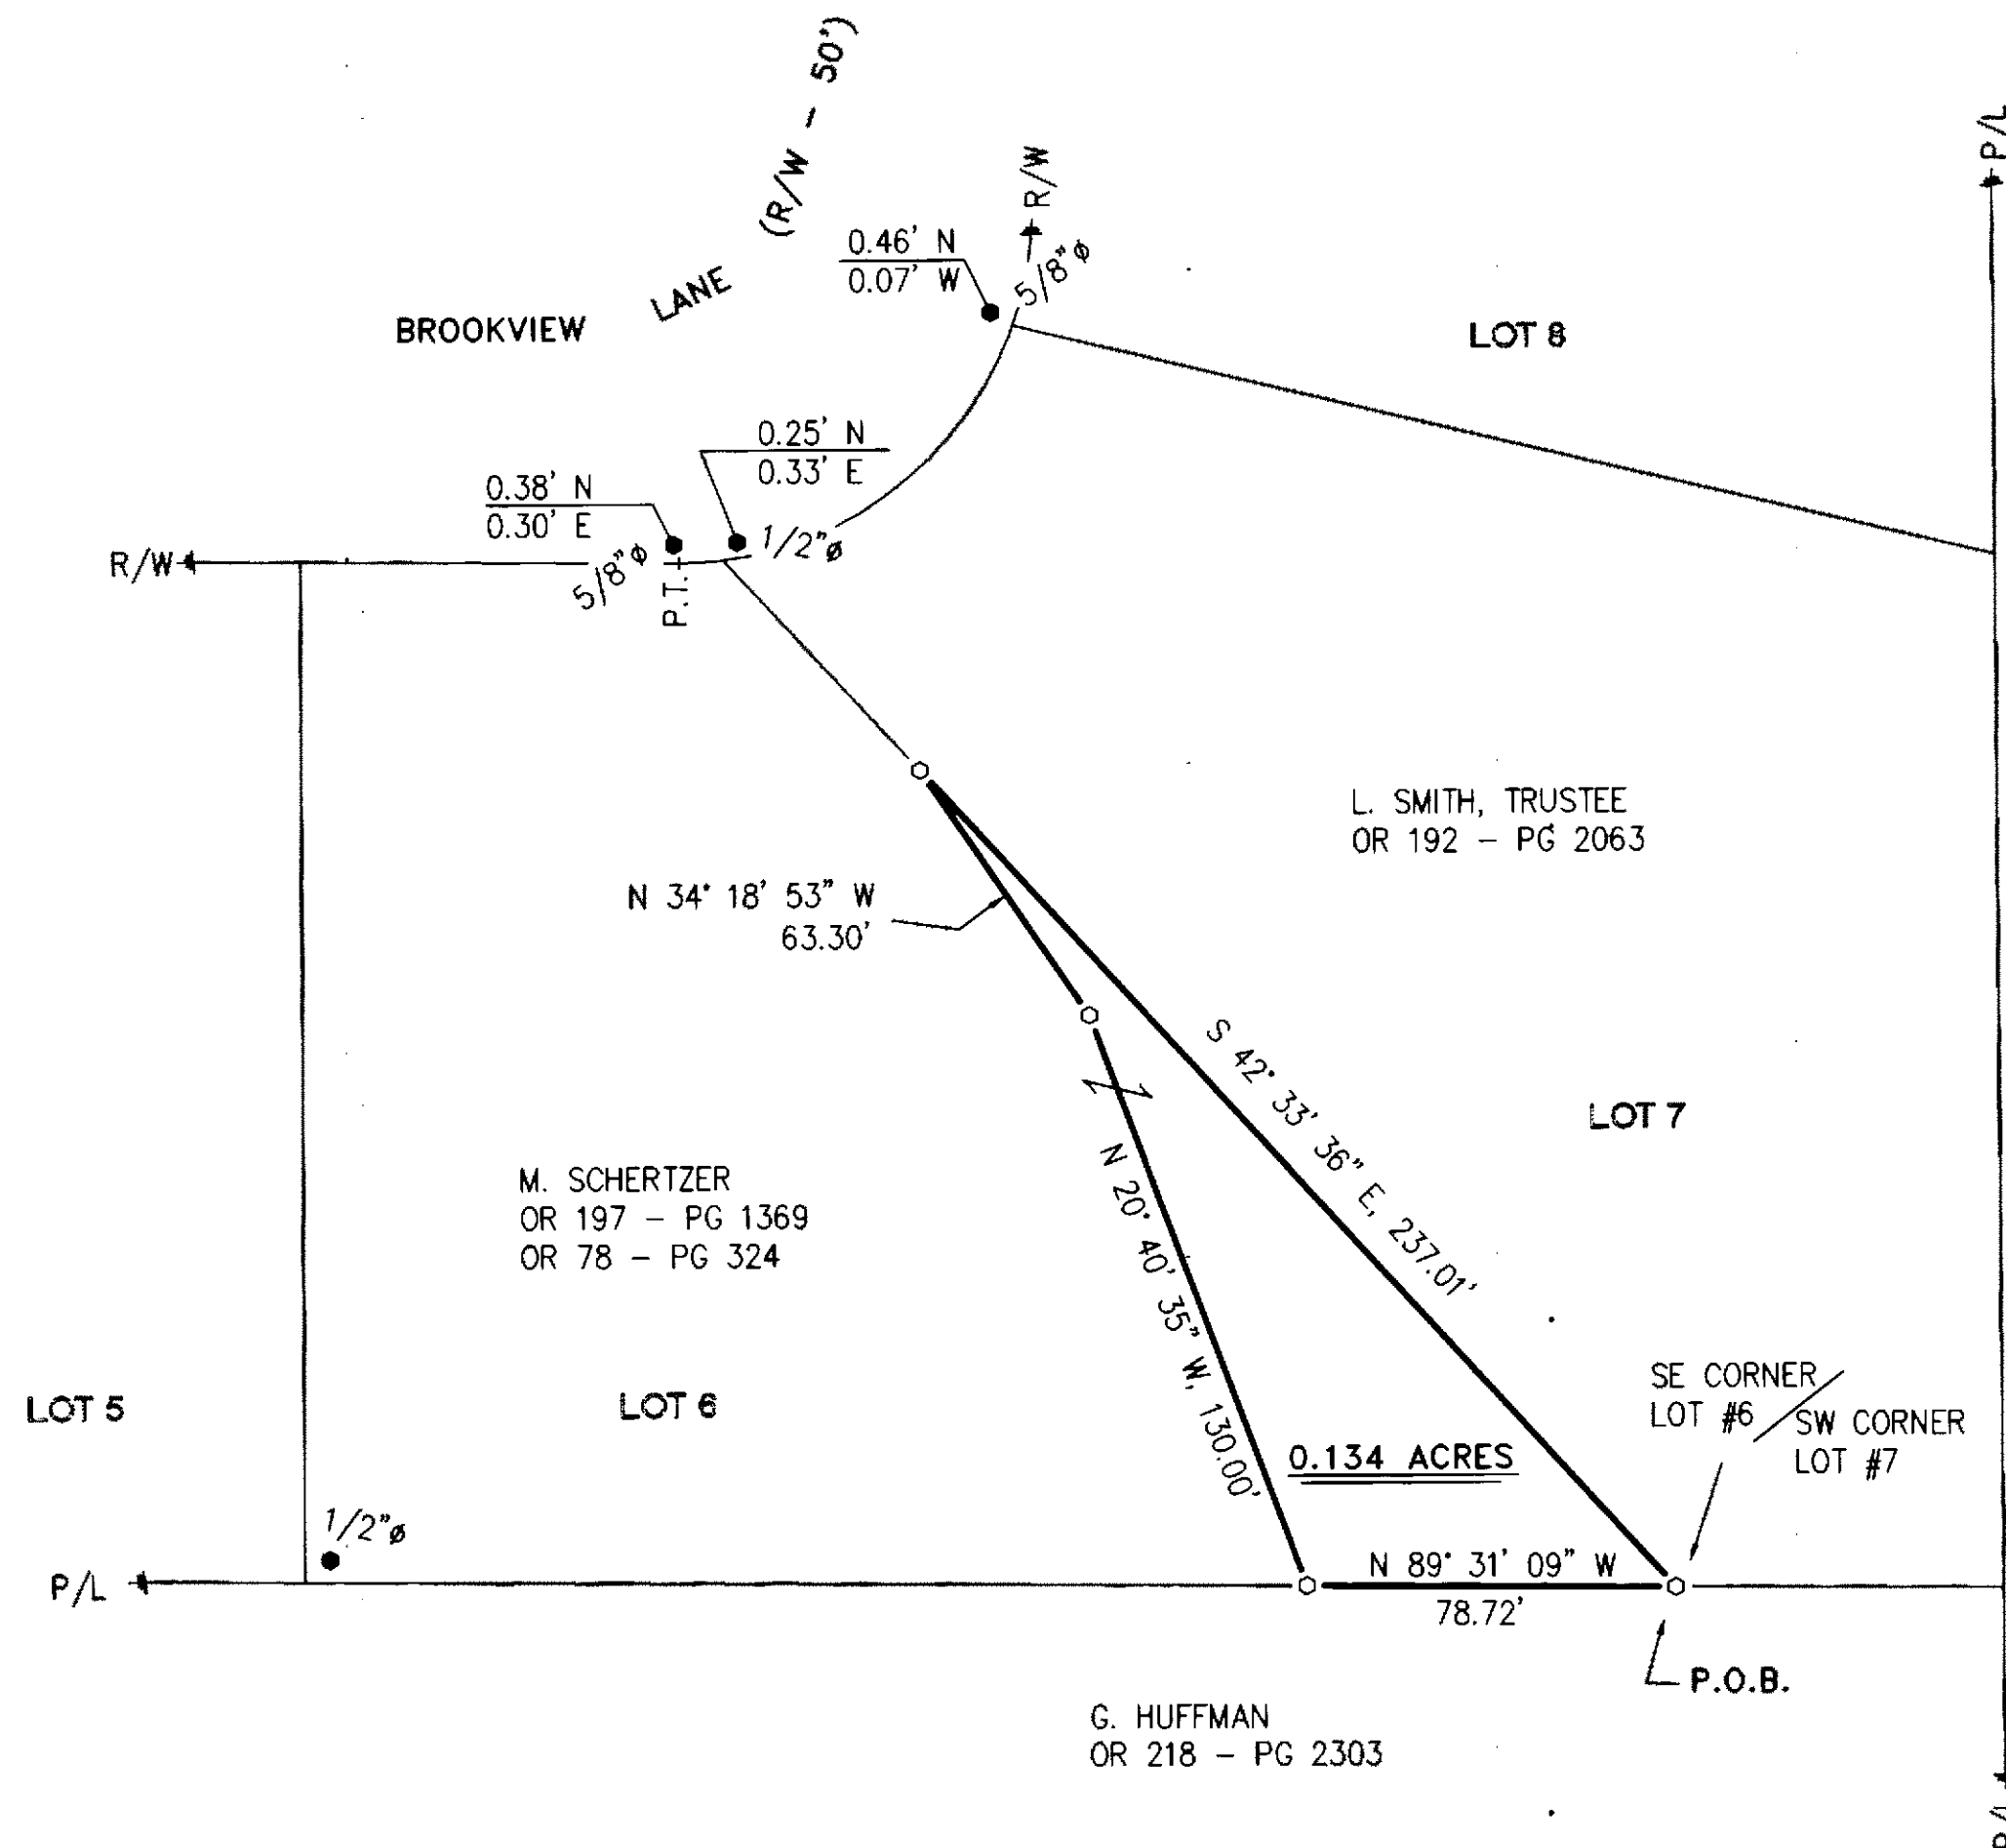 BROOKVIEW LANE (R/W - 50')
R/W
P/L
0.46' N
0.07' W
5/8"ø
LOT 8
0.25' N
0.33' E
0.38' N
0.30' E
1/2"ø
R/W
5/8"ø
P.T.
L. SMITH, TRUSTEE
OR 192 - PG 2063
N 34° 18' 53" W
63.30'
S 42° 33' 36" E, 237.01'
LOT 7
N 20° 40' 35" W, 130.00'
M. SCHERTZER
OR 197 - PG 1369
OR 78 - PG 324
SE CORNER
LOT #6
SW CORNER
LOT #7
LOT 5
LOT 6
0.134 ACRES
1/2"ø
P/L
N 89° 31' 09" W
78.72'
P.O.B.
G. HUFFMAN
OR 218 - PG 2303